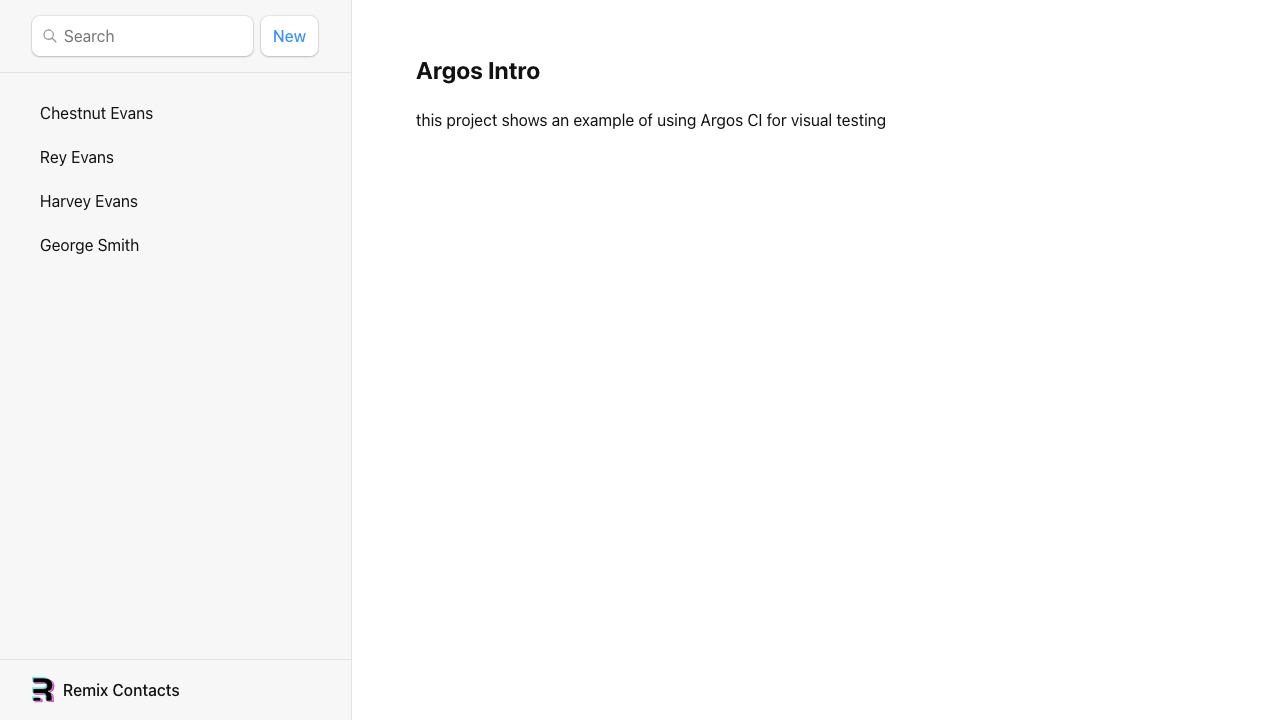 Search
New
Chestnut Evans
Rey Evans
Harvey Evans
George Smith
Remix Contacts
Argos Intro
this project shows an example of using Argos CI for visual testing